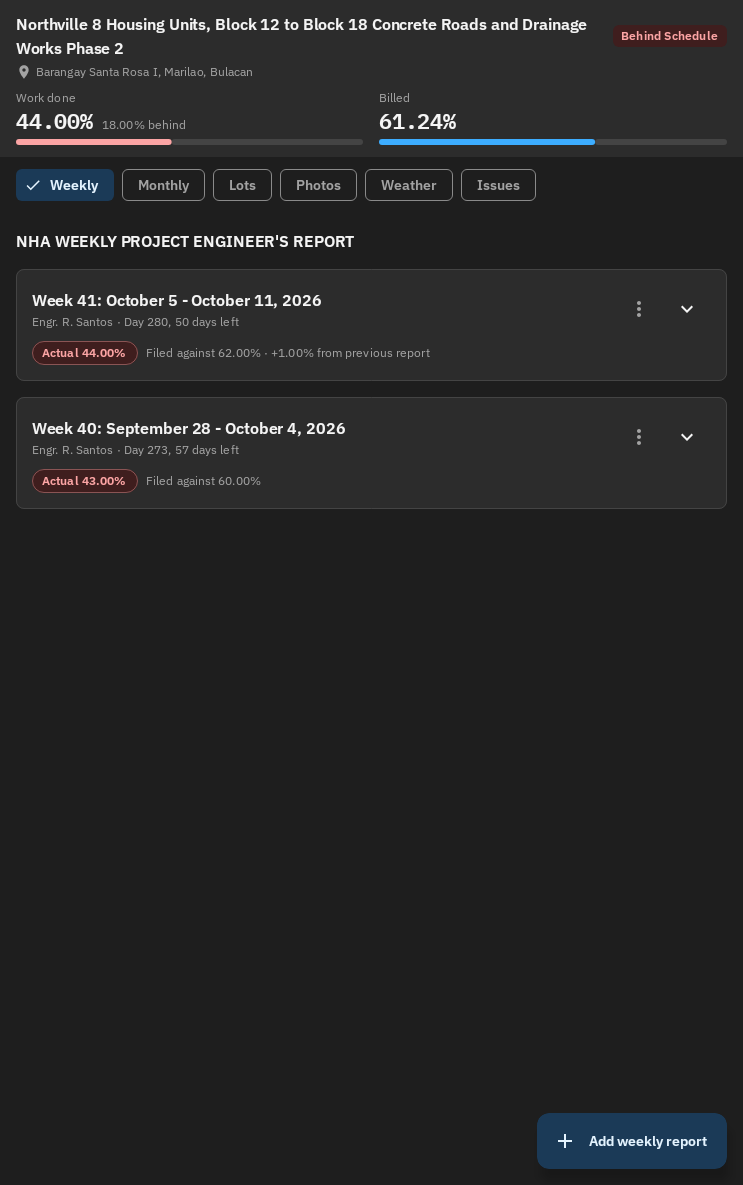 Northville 8 Housing Units, Block 12 to Block 18 Concrete Roads and Drainage
Works Phase 2
Behind Schedule
Barangay Santa Rosa I, Marilao, Bulacan
Work done
44.00% 18.00% behind
Billed
61.24%
Weekly
Monthly
Lots
Photos
Weather
Issues
NHA WEEKLY PROJECT ENGINEER'S REPORT
Week 41: October 5 - October 11, 2026
Engr. R. Santos · Day 280, 50 days left
Actual 44.00% Filed against 62.00% · +1.00% from previous report
Week 40: September 28 - October 4, 2026
Engr. R. Santos · Day 273, 57 days left
Actual 43.00% Filed against 60.00%
Add weekly report